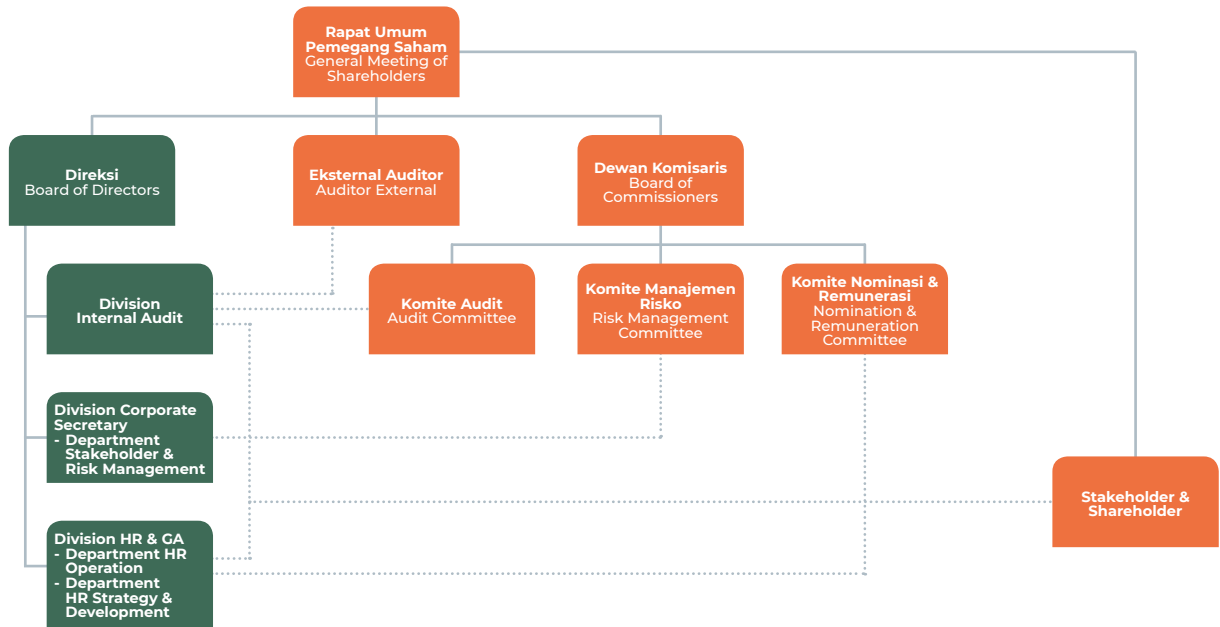 Rapat Umum
Pemegang Saham
General Meeting of
Shareholders
Direksi
Board of Directors
Eksternal Auditor
Auditor External
Dewan Komisaris
Board of
Commissioners
Division
Internal Audit
Komite Audit
Audit Committee
Komite Manajemen
Risko
Risk Management
Committee
Komite Nominasi &
Remunerasi
Nomination &
Remuneration
Committee
Division Corporate
Secretary
- Department
Stakeholder &
Risk Management
Stakeholder &
Shareholder
Division HR & GA
- Department HR
Operation
- Department
HR Strategy &
Development